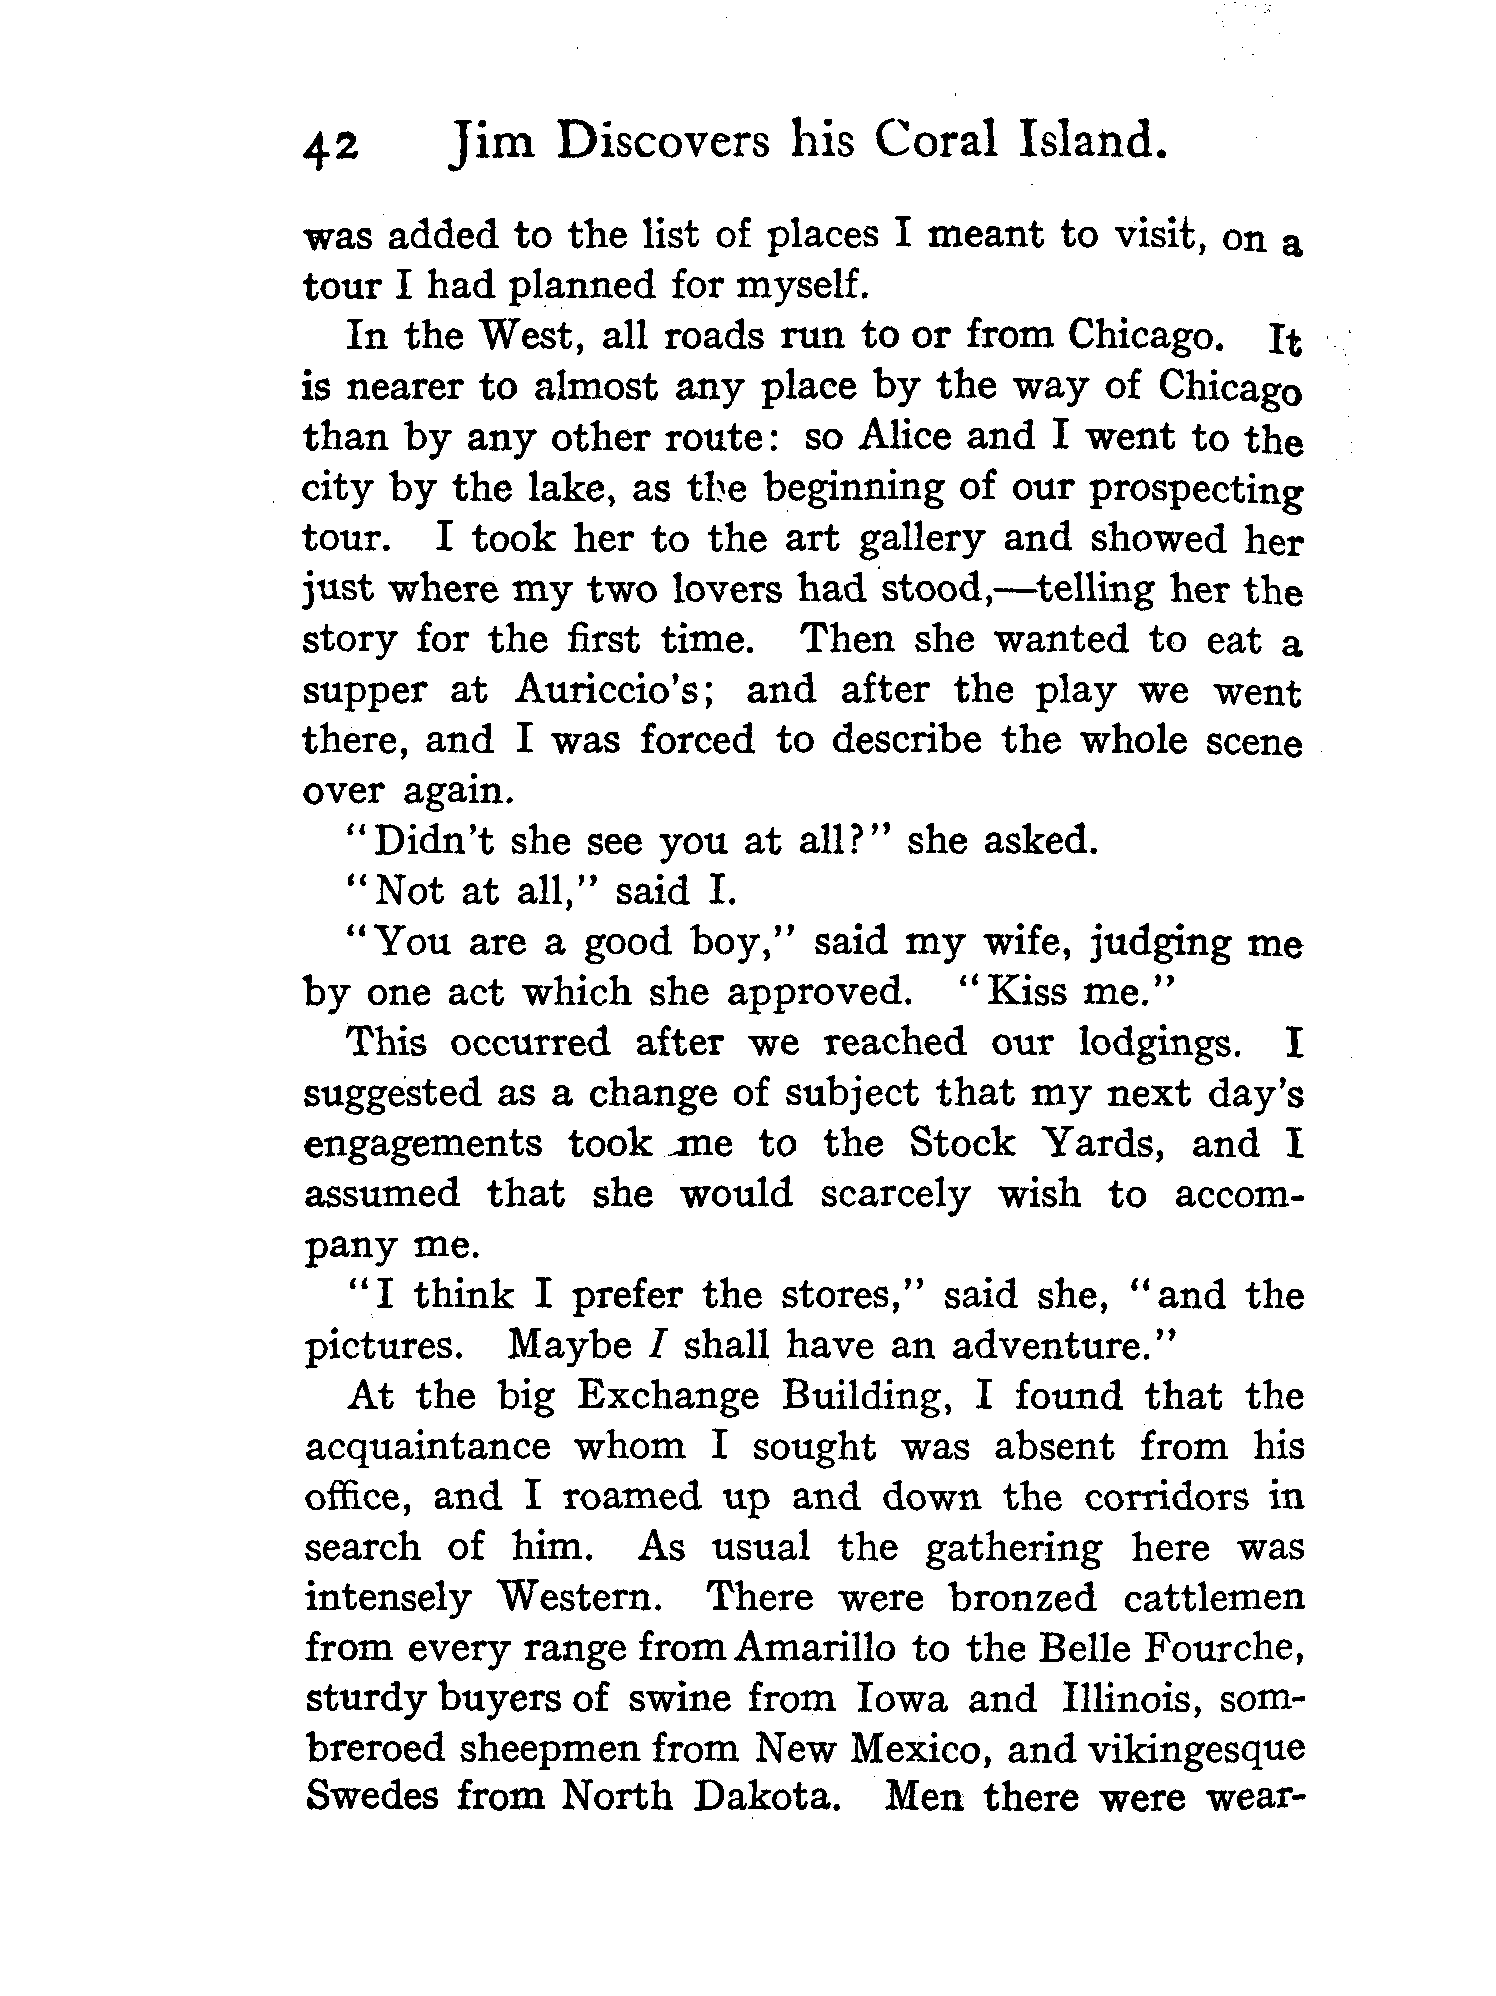 42 Jim Discovers his Coral Island.
was added to the list of places I meant to visit, on a
tour I had planned for myself.
In the West, all roads run to or from Chicago. It
is nearer to almost any place by the way of Chicago
than by any other route: so Alice and I went to the
city by the lake, as the beginning of our prospecting
tour. I took her to the art gallery and showed her
just where my two lovers had stood,—telling her the
story for the first time. Then she wanted to eat a
supper at Auriccio's; and after the play we went
there, and I was forced to describe the whole scene
over again.
"Didn't she see you at all?" she asked.
"Not at all," said I.
"You are a good boy," said my wife, judging me
by one act which she approved. "Kiss me."
This occurred after we reached our lodgings. I
suggested as a change of subject that my next day's
engagements took me to the Stock Yards, and I
assumed that she would scarcely wish to accom-
pany me.
"I think I prefer the stores," said she, "and the
pictures. Maybe I shall have an adventure."
At the big Exchange Building, I found that the
acquaintance whom I sought was absent from his
office, and I roamed up and down the corridors in
search of him. As usual the gathering here was
intensely Western. There were bronzed cattlemen
from every range from Amarillo to the Belle Fourche,
sturdy buyers of swine from Iowa and Illinois, som-
breroed sheepmen from New Mexico, and vikingesque
Swedes from North Dakota. Men there were wear-